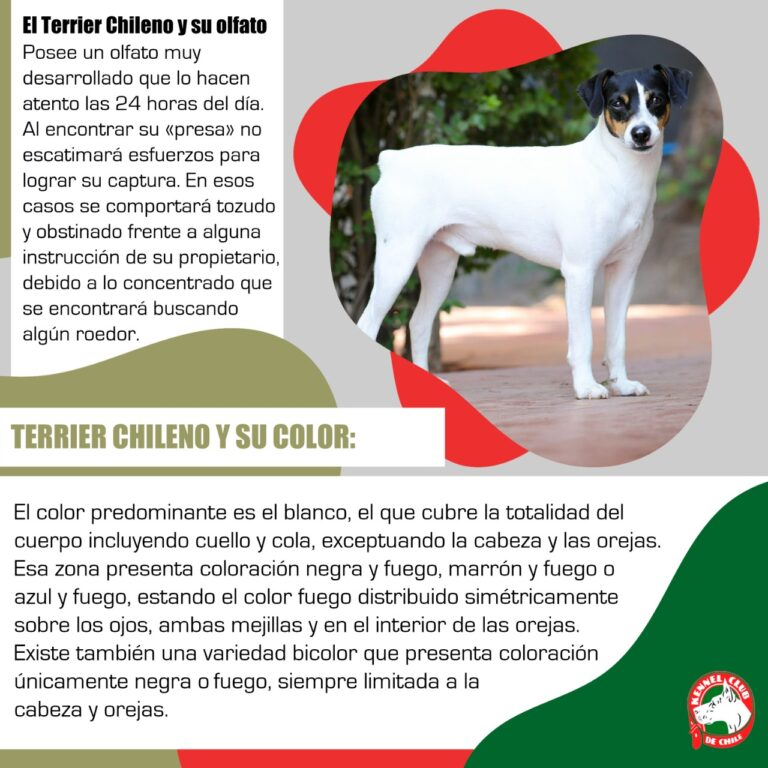 El Terrier Chileno y su olfato
Posee un olfato muy
desarrollado que lo hacen
atento las 24 horas del día.
Al encontrar su «presa» no
escatimará esfuerzos para
lograr su captura. En esos
casos se comportará tozudo
y obstinado frente a alguna
instrucción de su propietario,
debido a lo concentrado que
se encontrará buscando
algún roedor.
TERRIER CHILENO Y SU COLOR:
El color predominante es el blanco, el que cubre la totalidad del
cuerpo incluyendo cuello y cola, exceptuando la cabeza y las orejas.
Esa zona presenta coloración negra y fuego, marrón y fuego o
azul y fuego, estando el color fuego distribuido simétricamente
sobre los ojos, ambas mejillas y en el interior de las orejas.
Existe también una variedad bicolor que presenta coloración
únicamente negra o fuego, siempre limitada a la
cabeza y orejas.
KENNEL CLUB
DE CHILE